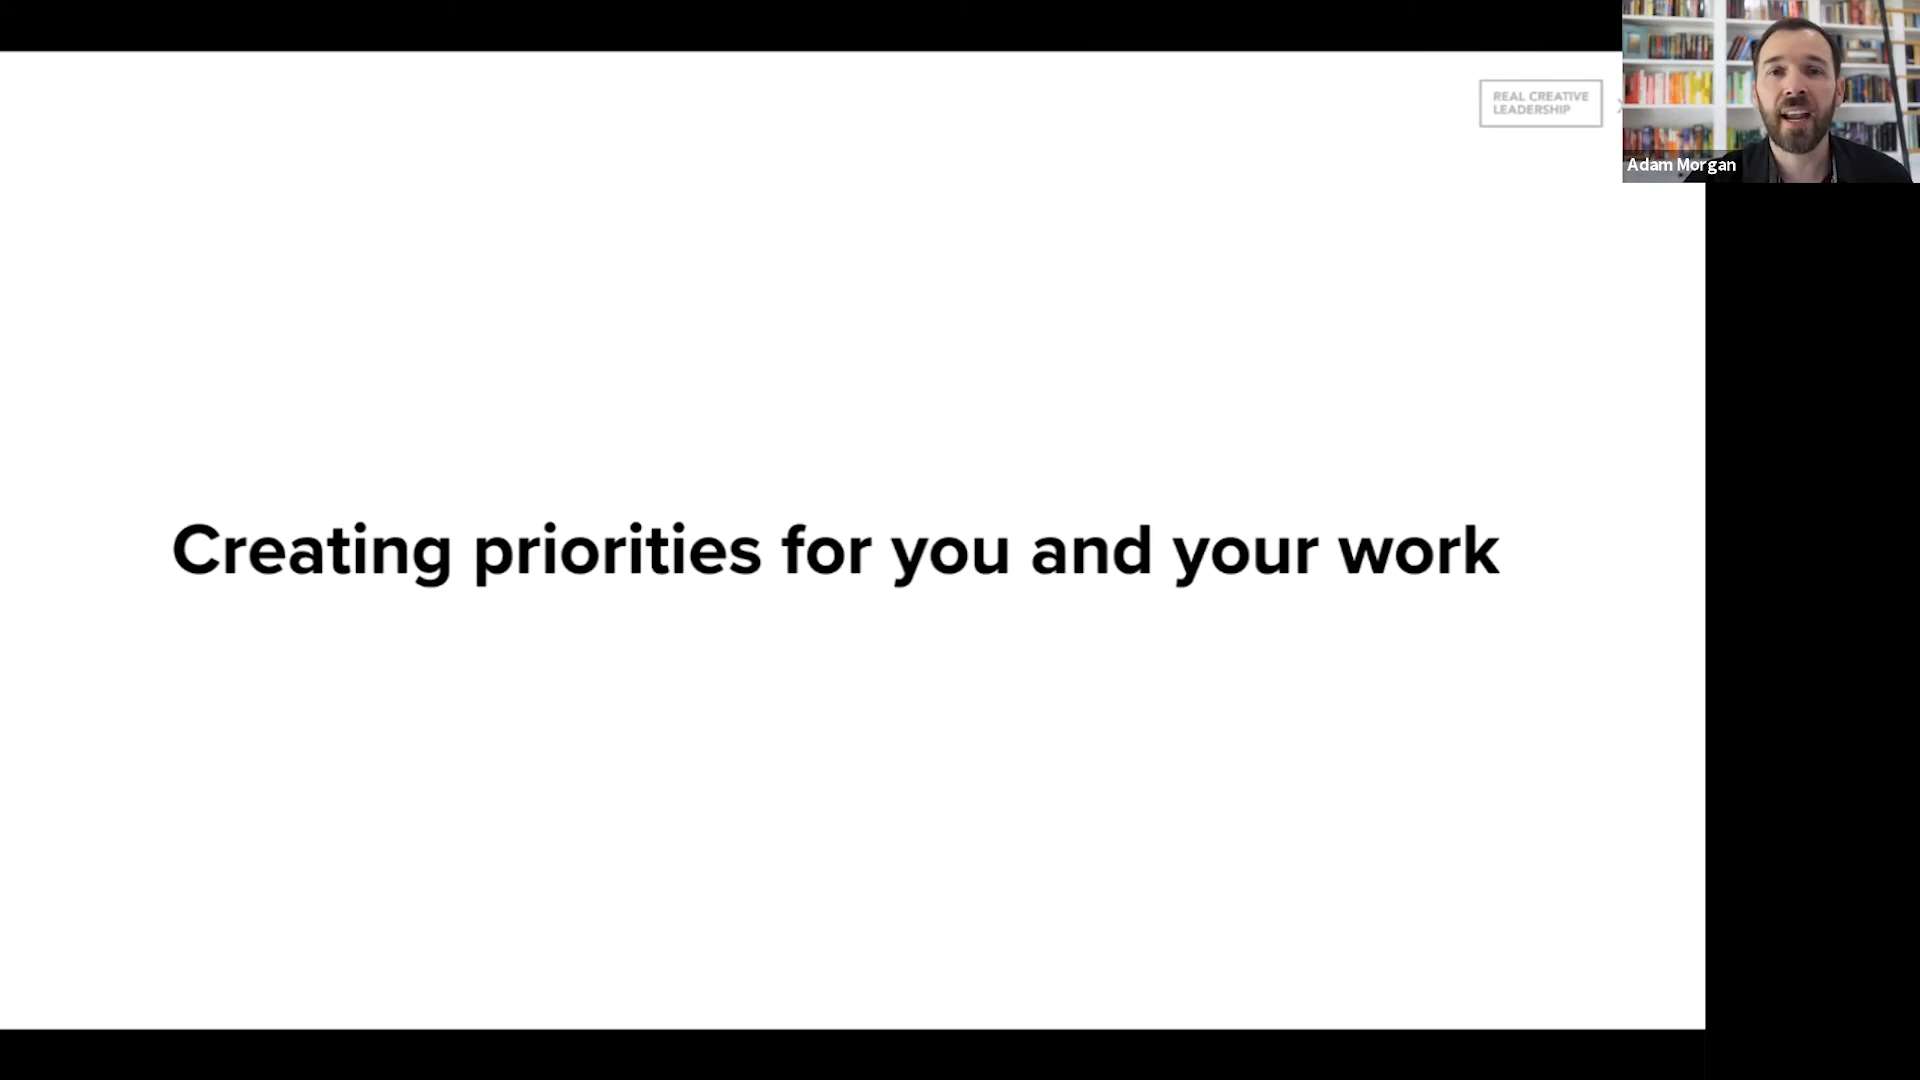 REAL CREATIVE
LEADERSHIP
Adam Morgan
Creating priorities for you and your work